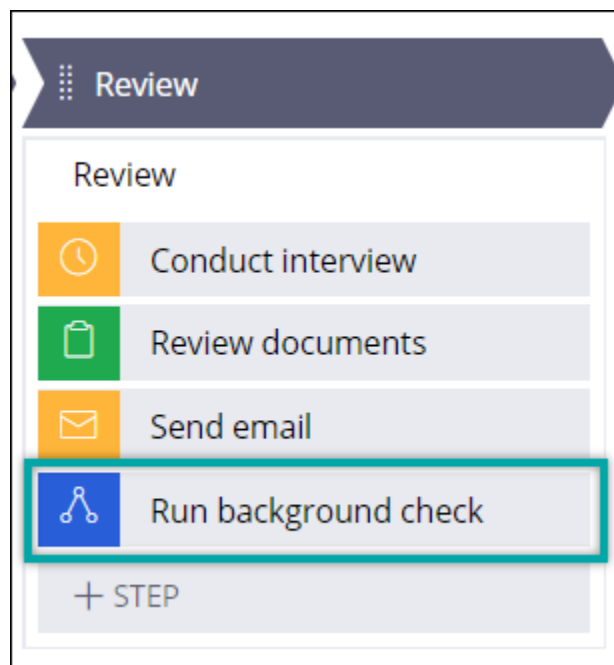 Review
Review
Conduct interview
Review documents
Send email
Run background check
+ STEP